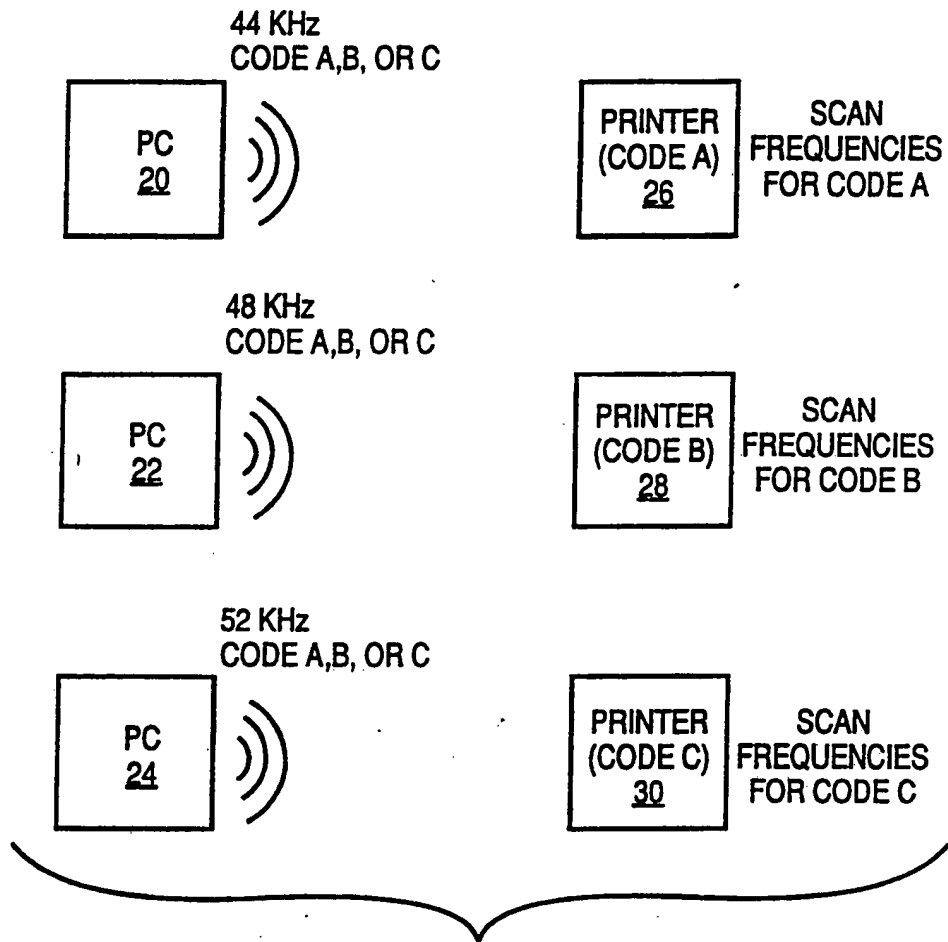 44 KHz
CODE A,B, OR C
PC
20
PRINTER
(CODE A)
26
SCAN
FREQUENCIES
FOR CODE A
48 KHz
CODE A,B, OR C
PC
22
PRINTER
(CODE B)
28
SCAN
FREQUENCIES
FOR CODE B
52 KHz
CODE A,B, OR C
PC
24
PRINTER
(CODE C)
30
SCAN
FREQUENCIES
FOR CODE C